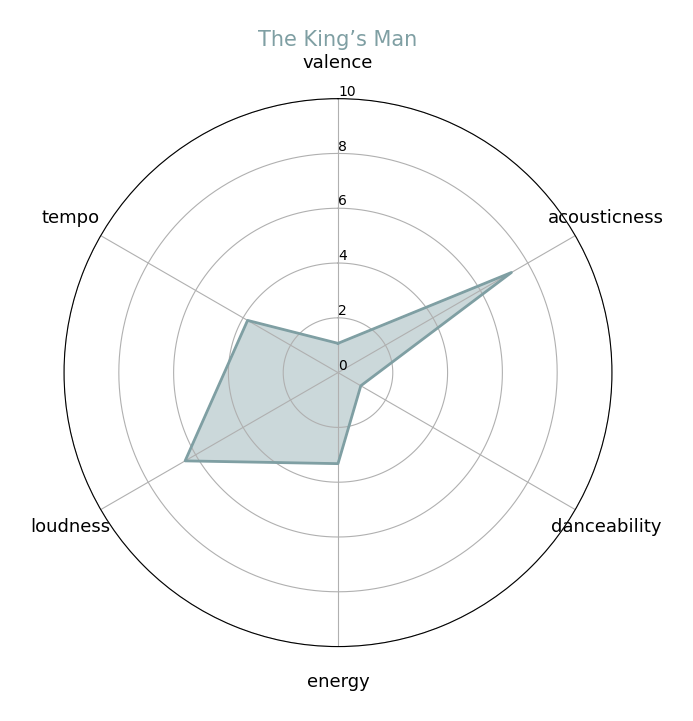 The King’s Man
valence
10
8
6
4
2
0
tempo
acousticness
loudness
danceability
energy